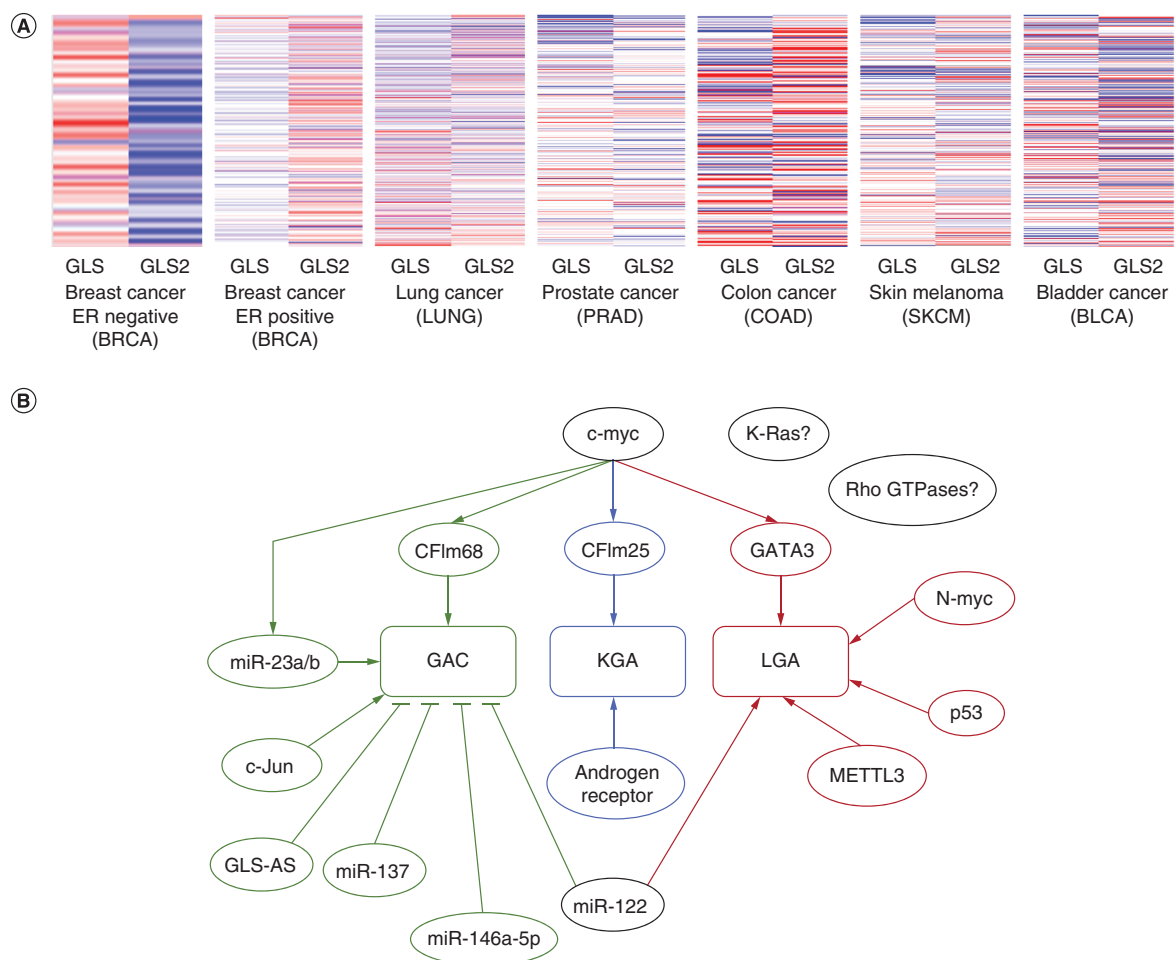 A
GLS GLS2
Breast cancer
ER negative
(BRCA)
GLS GLS2
Breast cancer
ER positive
(BRCA)
GLS GLS2
Lung cancer
(LUNG)
GLS GLS2
Prostate cancer
(PRAD)
GLS GLS2
Colon cancer
(COAD)
GLS GLS2
Skin melanoma
(SKCM)
GLS GLS2
Bladder cancer
(BLCA)
B
c-myc
K-Ras?
Rho GTPases?
CFlm68
CFlm25
GATA3
N-myc
miR-23a/b
GAC
KGA
LGA
p53
c-Jun
Androgen
receptor
METTL3
GLS-AS
miR-137
miR-122
miR-146a-5p